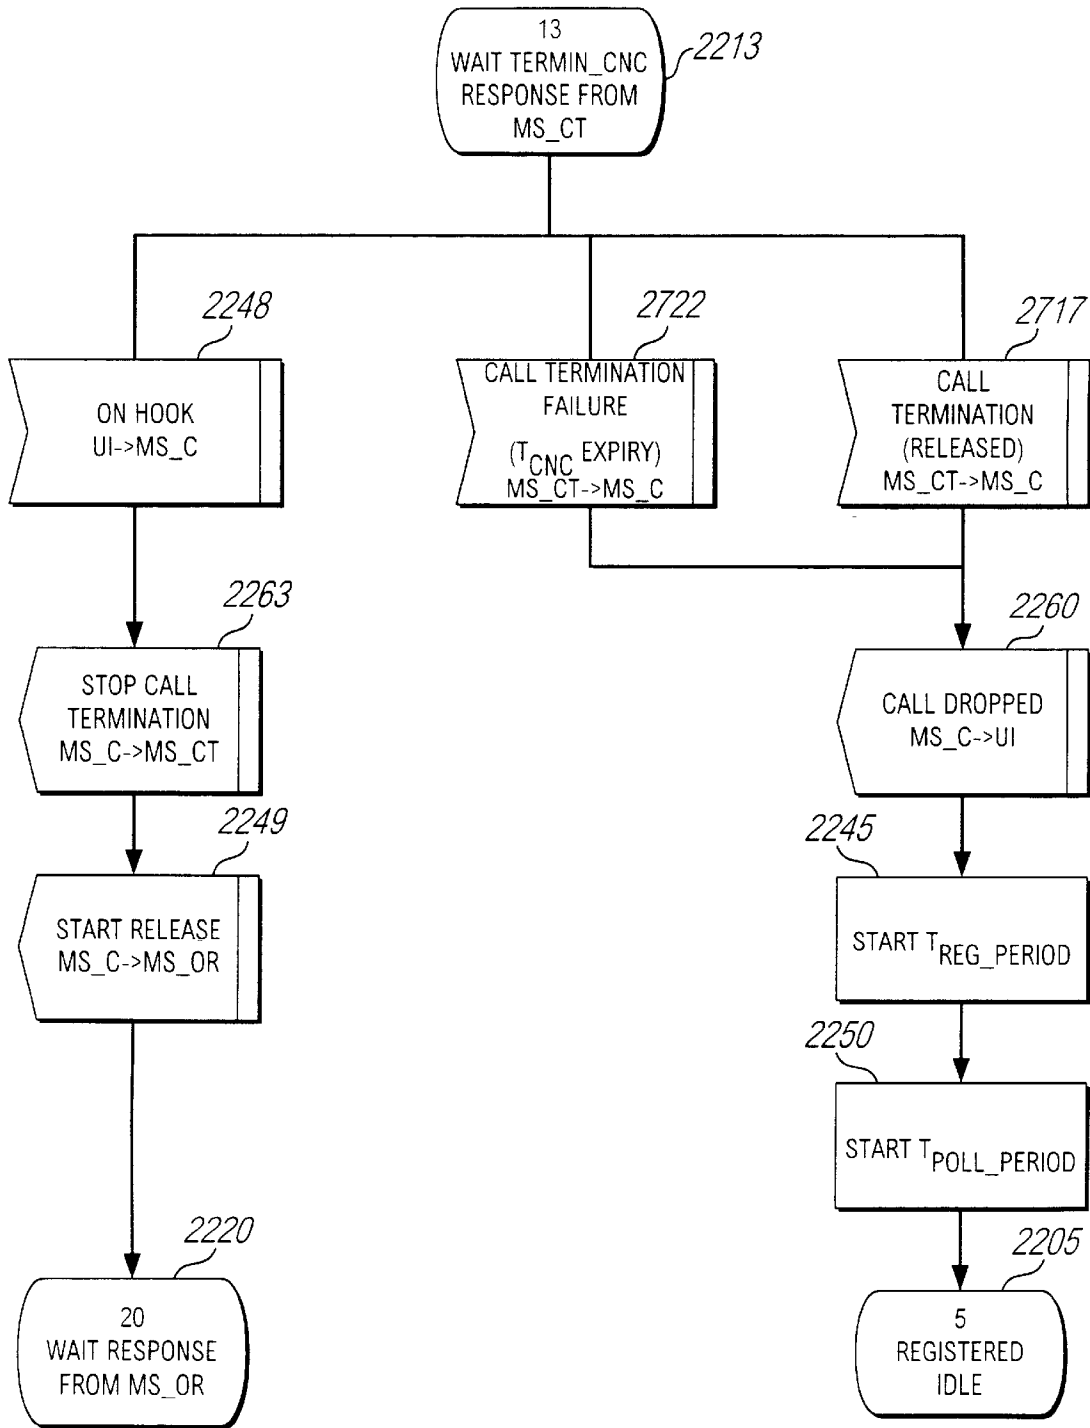 13
WAIT TERMIN_CNC
RESPONSE FROM
MS_CT
2213
2248
ON HOOK
UI->MS_C
2722
CALL TERMINATION
FAILURE
(TCNC EXPIRY)
MS_CT->MS_C
2717
CALL
TERMINATION
(RELEASED)
MS_CT->MS_C
2263
STOP CALL
TERMINATION
MS_C->MS_CT
2260
CALL DROPPED
MS_C->UI
2249
START RELEASE
MS_C->MS_OR
2245
START TREG_PERIOD
2250
START TPOLL_PERIOD
2220
20
WAIT RESPONSE
FROM MS_OR
2205
5
REGISTERED
IDLE